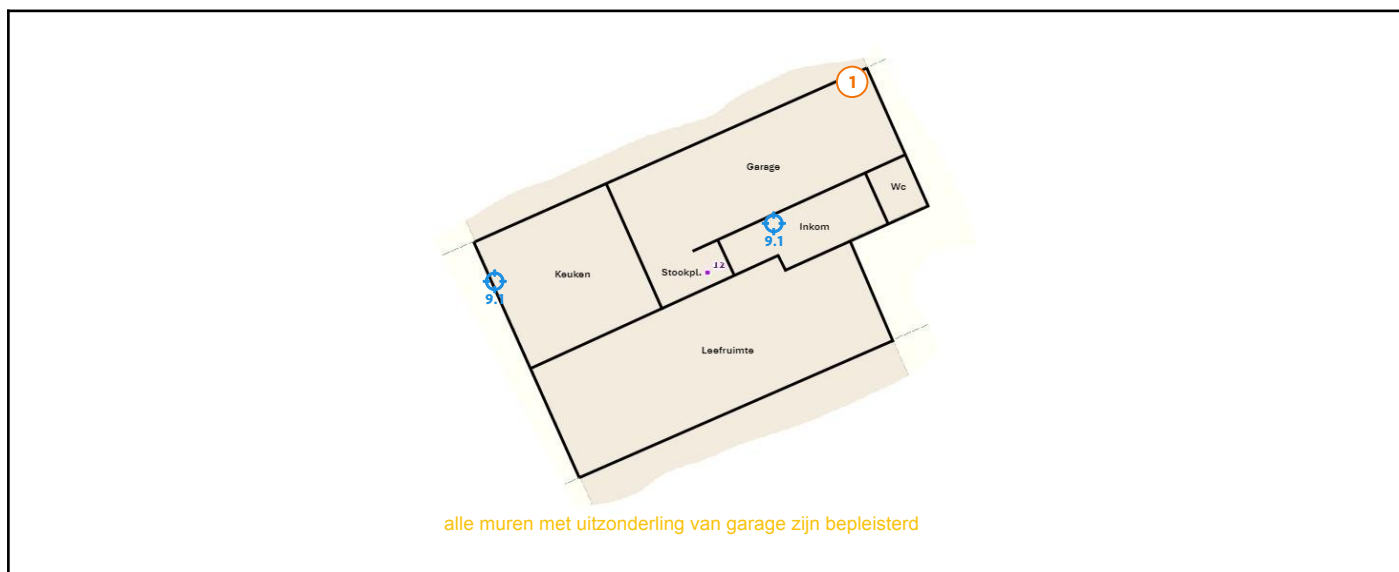 1
Garage
Wc
Inkom
9.1
Stookpl.
12
Keuken
9.1
Leefruimte
alle muren met uitzonderling van garage zijn bepleisterd